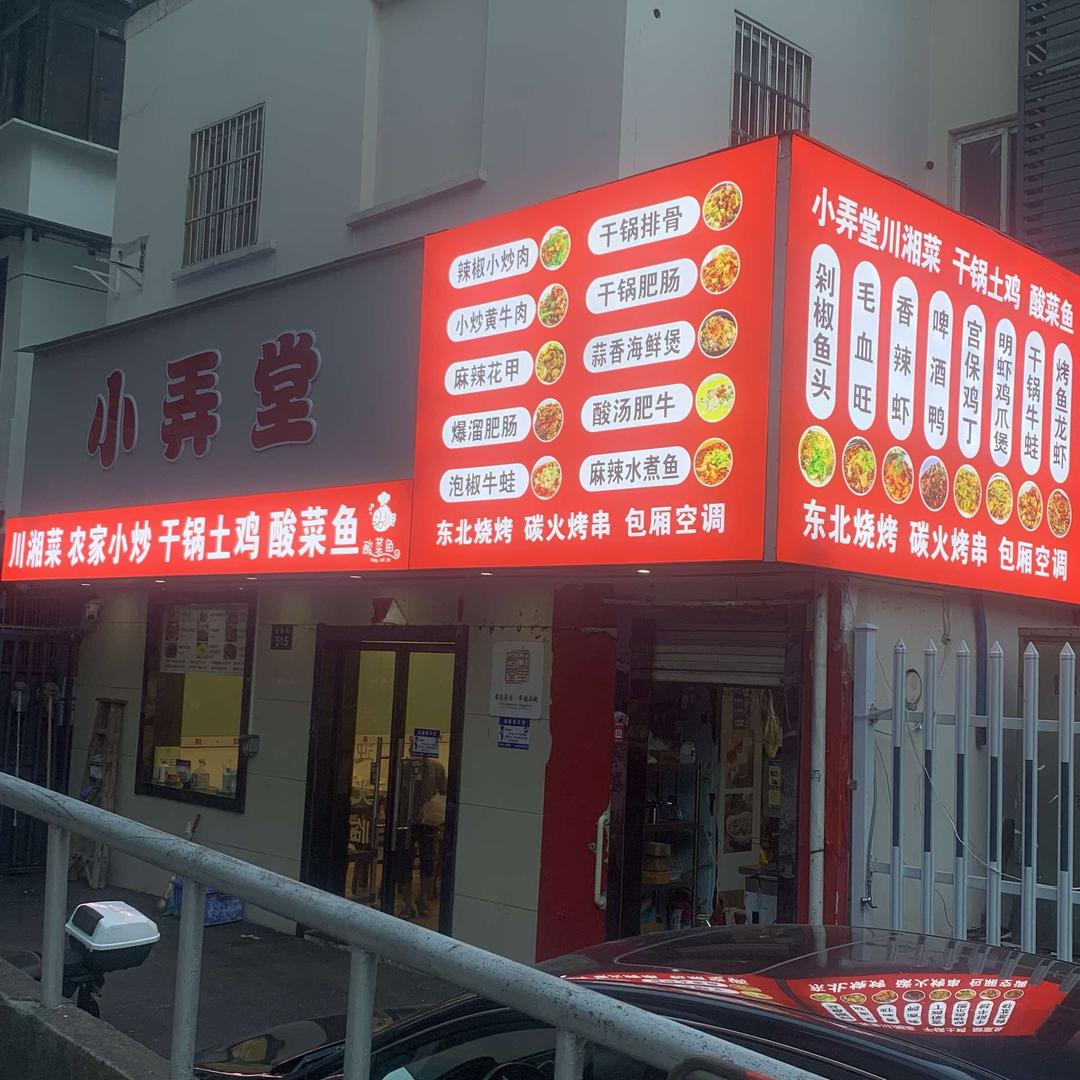 小弄堂
川湘菜 农家小炒 干锅土鸡 酸菜鱼
酸菜鱼
辣椒小炒肉
小炒黄牛肉
麻辣花甲
爆溜肥肠
泡椒牛蛙
干锅排骨
干锅肥肠
蒜香海鲜煲
酸汤肥牛
麻辣水煮鱼
东北烧烤 碳火烤串 包厢空调
小弄堂川湘菜 干锅土鸡 酸菜鱼
剁椒鱼头
毛血旺
香辣虾
啤酒鸭
宫保鸡丁
明虾鸡爪煲
干锅牛蛙
烤鱼龙虾
东北烧烤 碳火烤串 包厢空调
315